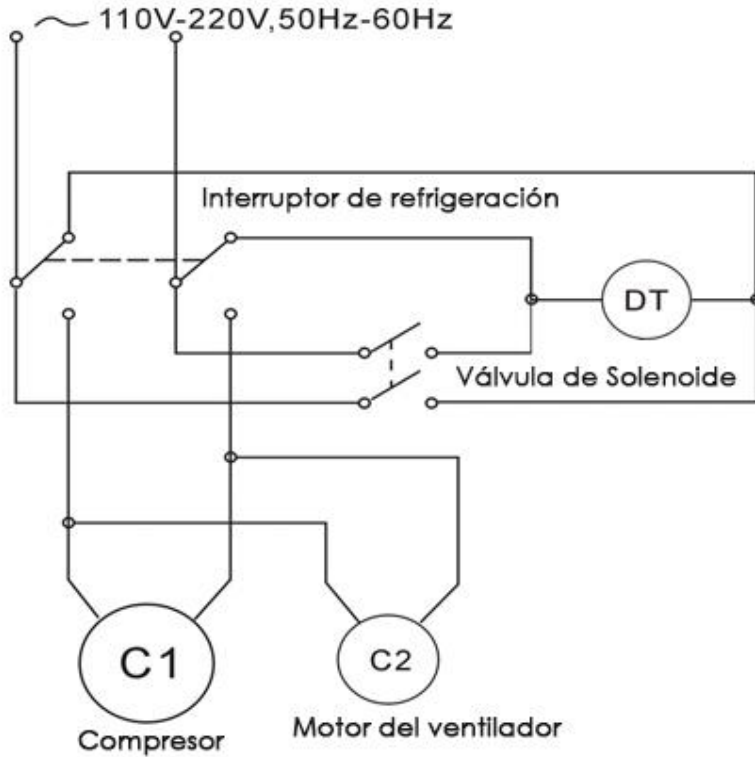 ~ 110V-220V,50Hz-60Hz
Interruptor de refrigeración
DT
Válvula de Solenoide
C1
C2
Compresor
Motor del ventilador